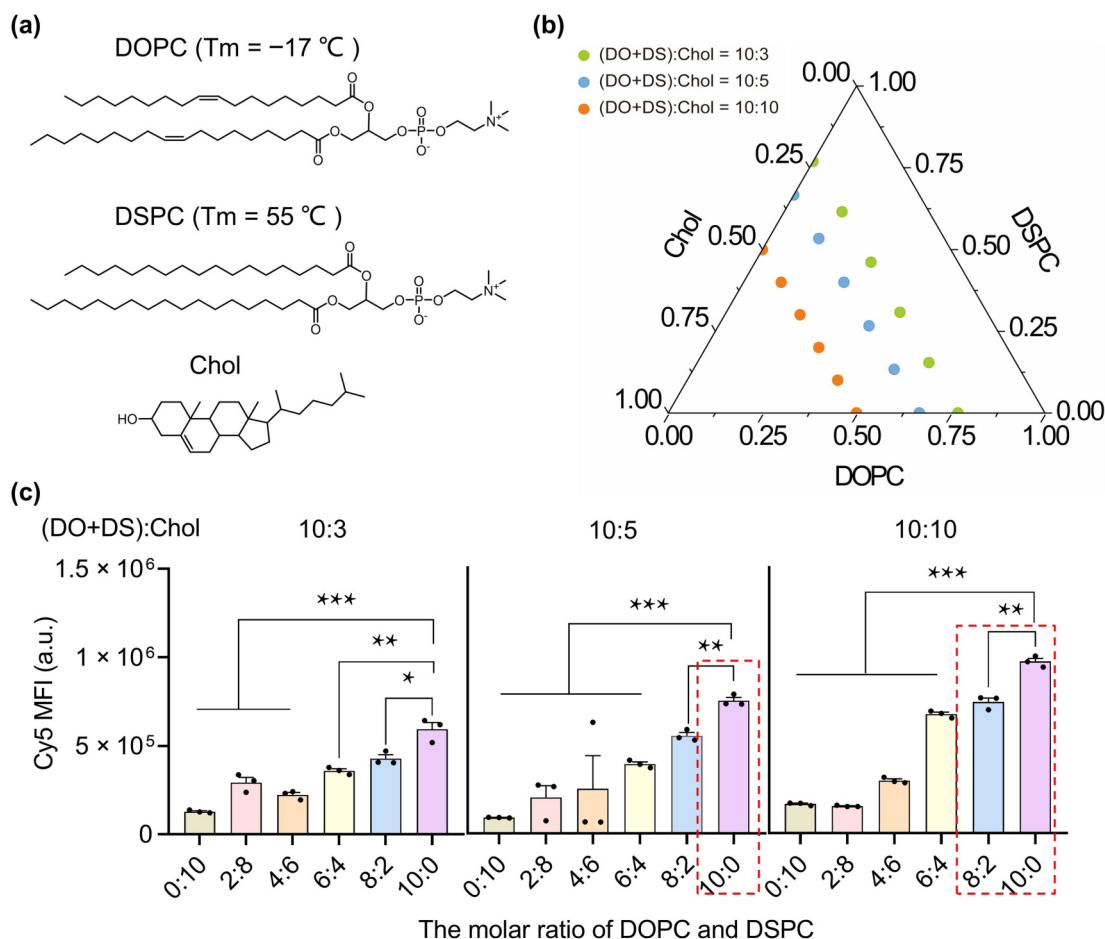 (a)
DOPC (Tm = −17 ℃ )
O
O
O
O
O
P
O
O
O-
N+
DSPC (Tm = 55 ℃ )
O
O
O
O
O
P
O
O
O-
N+
Chol
HO
(b)
(DO+DS):Chol = 10:3
(DO+DS):Chol = 10:5
(DO+DS):Chol = 10:10
0.00 1.00
0.25 0.75
Chol DSPC
0.50 0.50
0.75 0.25
1.00 0.00
0.00 0.25 0.50 0.75 1.00
DOPC
(c)
(DO+DS):Chol 10:3 10:5 10:10
Cy5 MFI (a.u.)
1.5 × 10⁶
1 × 10⁶
5 × 10⁵
0
★★★ ★★ ★
★★★ ★★
★★★ ★★
0:10 2:8 4:6 6:4 8:2 10:0 0:10 2:8 4:6 6:4 8:2 10:0 0:10 2:8 4:6 6:4 8:2 10:0
The molar ratio of DOPC and DSPC